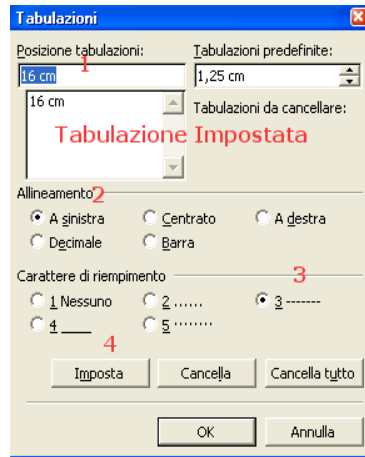 Tabulazioni
Posizione tabulazioni: Tabulazioni predefinite:
1
16 cm 1,25 cm
16 cm Tabulazioni da cancellare:
Tabulazione Impostata
Allineamento 2
A sinistra Centrato A destra
Decimale Barra
Carattere di riempimento 3
1 Nessuno 2 ...... 3 -------
4 ____ 5 ........
4
Imposta Cancella Cancella tutto
OK Annulla